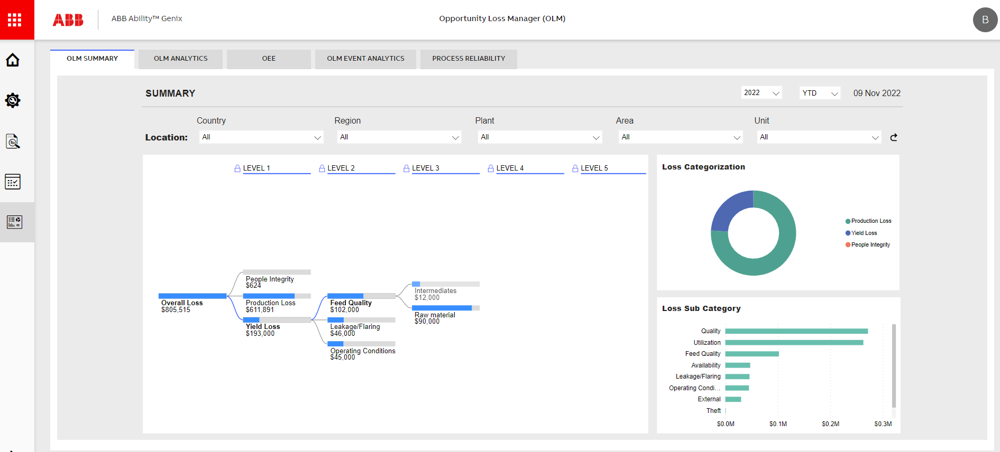 ABB
ABB Ability™ Genix
Opportunity Loss Manager (OLM)
B
OLM SUMMARY
OLM ANALYTICS
OEE
OLM EVENT ANALYTICS
PROCESS RELIABILITY
SUMMARY
2022
YTD
09 Nov 2022
Country
Region
Plant
Area
Unit
Location:
All
All
All
All
All
LEVEL 1
LEVEL 2
LEVEL 3
LEVEL 4
LEVEL 5
Overall Loss
$805,515
People Integrity
$624
Production Loss
$611,891
Yield Loss
$193,000
Feed Quality
$102,000
Leakage/Flaring
$46,000
Operating Conditions
$45,000
Intermediates
$12,000
Raw material
$90,000
Loss Categorization
Production Loss
Yield Loss
People Integrity
Loss Sub Category
Quality
Utilization
Feed Quality
Availability
Leakage/Flaring
Operating Condi...
External
Theft
$0.0M
$0.1M
$0.2M
$0.3M